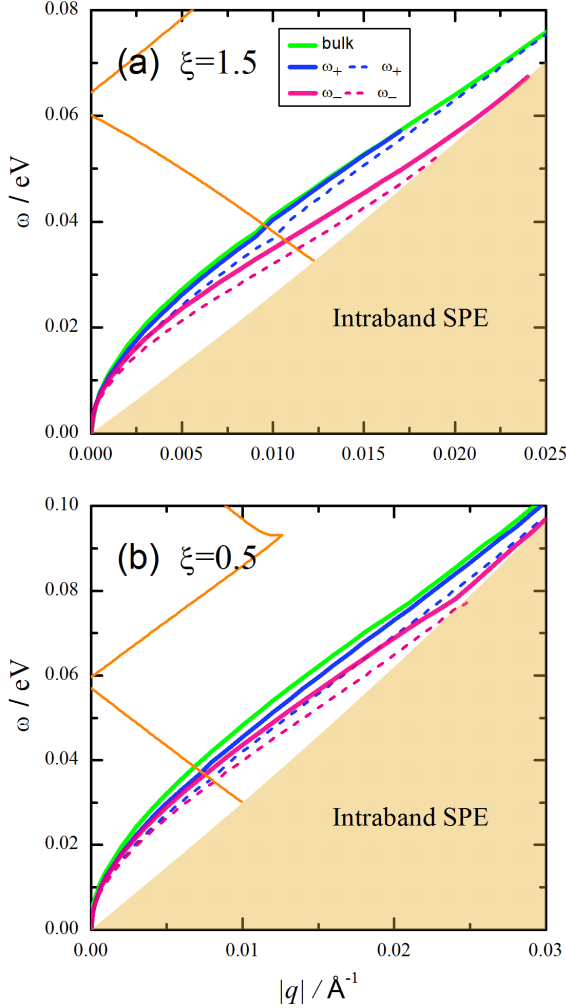 0.08
(a) ξ=1.5
bulk
ω₊ ω₊
ω₋ ω₋
0.06
ω / eV
0.04
Intraband SPE
0.02
0.00
0.000 0.005 0.010 0.015 0.020 0.025
0.10
(b) ξ=0.5
0.08
0.06
ω / eV
0.04
Intraband SPE
0.02
0.00
0.00 0.01 0.02 0.03
|q| / Å⁻¹